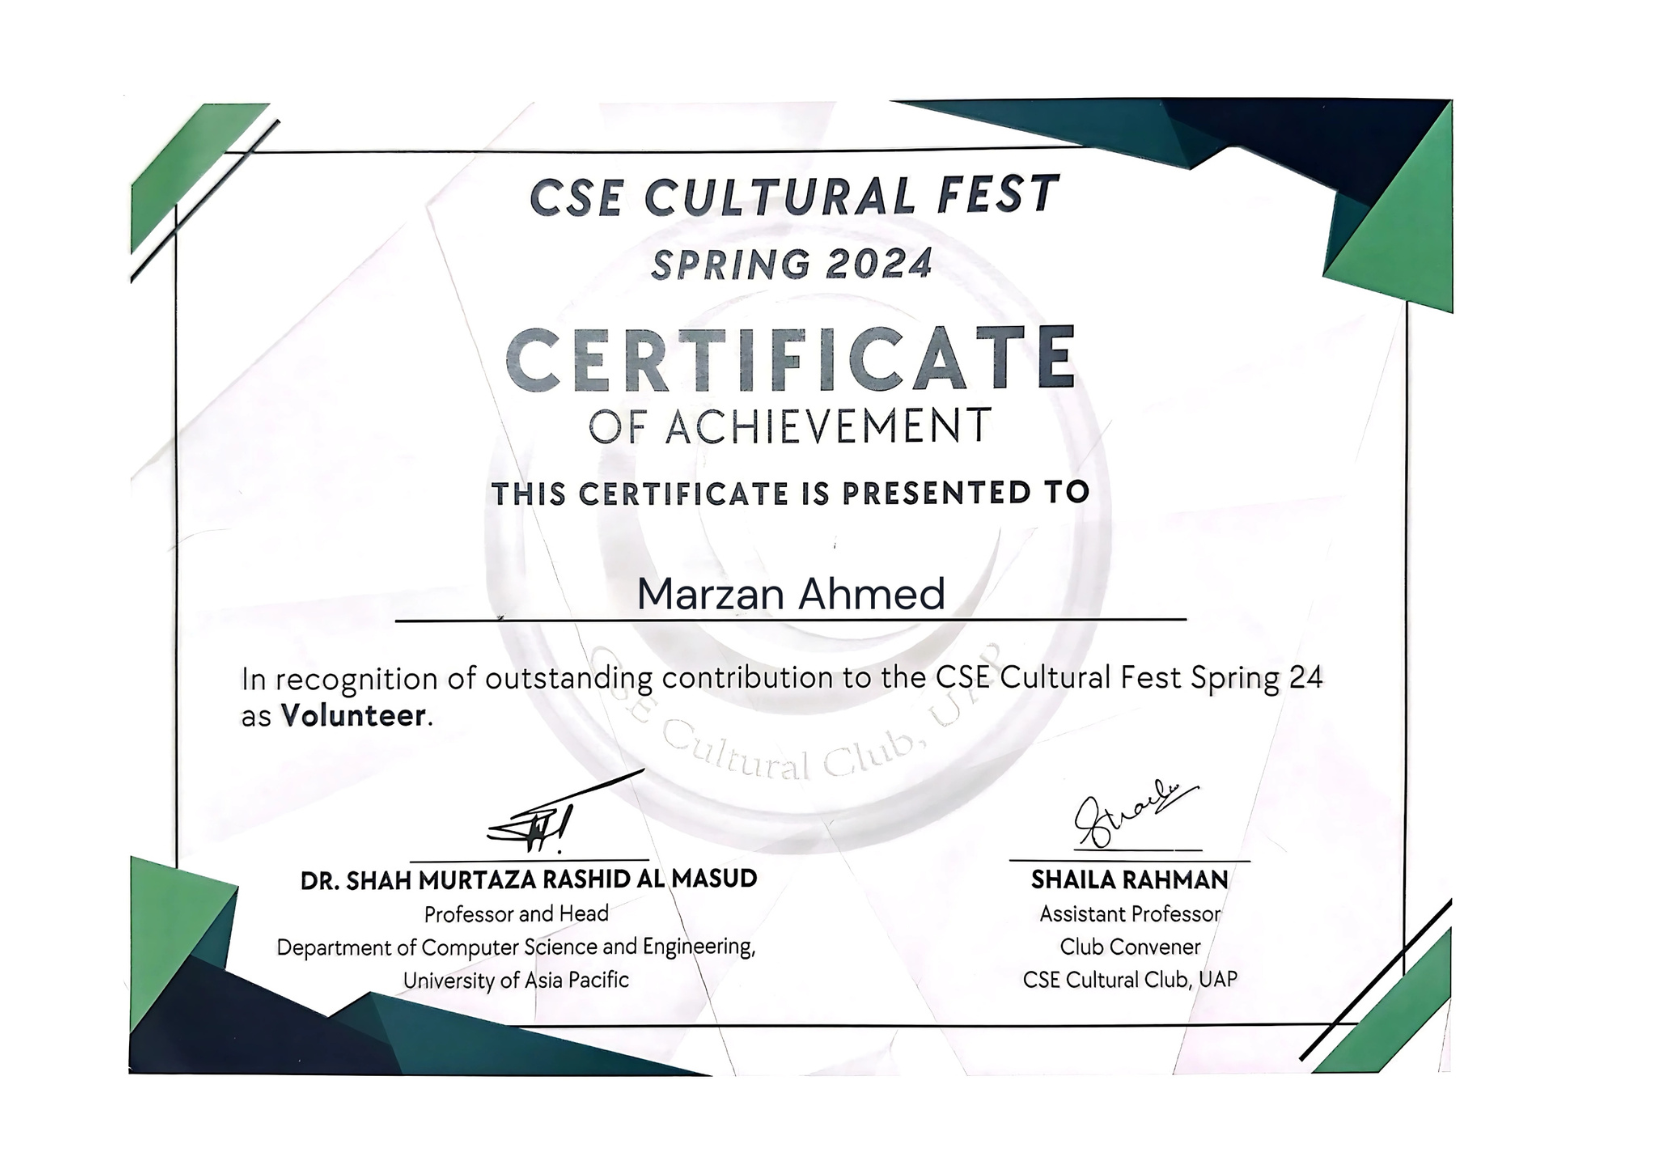 CSE CULTURAL FEST
SPRING 2024
CERTIFICATE
OF ACHIEVEMENT
THIS CERTIFICATE IS PRESENTED TO
Marzan Ahmed
In recognition of outstanding contribution to the CSE Cultural Fest Spring 24
as Volunteer.
CSE Cultural Club, UAP
Shaila
DR. SHAH MURTAZA RASHID AL MASUD
Professor and Head
Department of Computer Science and Engineering,
University of Asia Pacific
SHAILA RAHMAN
Assistant Professor
Club Convener
CSE Cultural Club, UAP